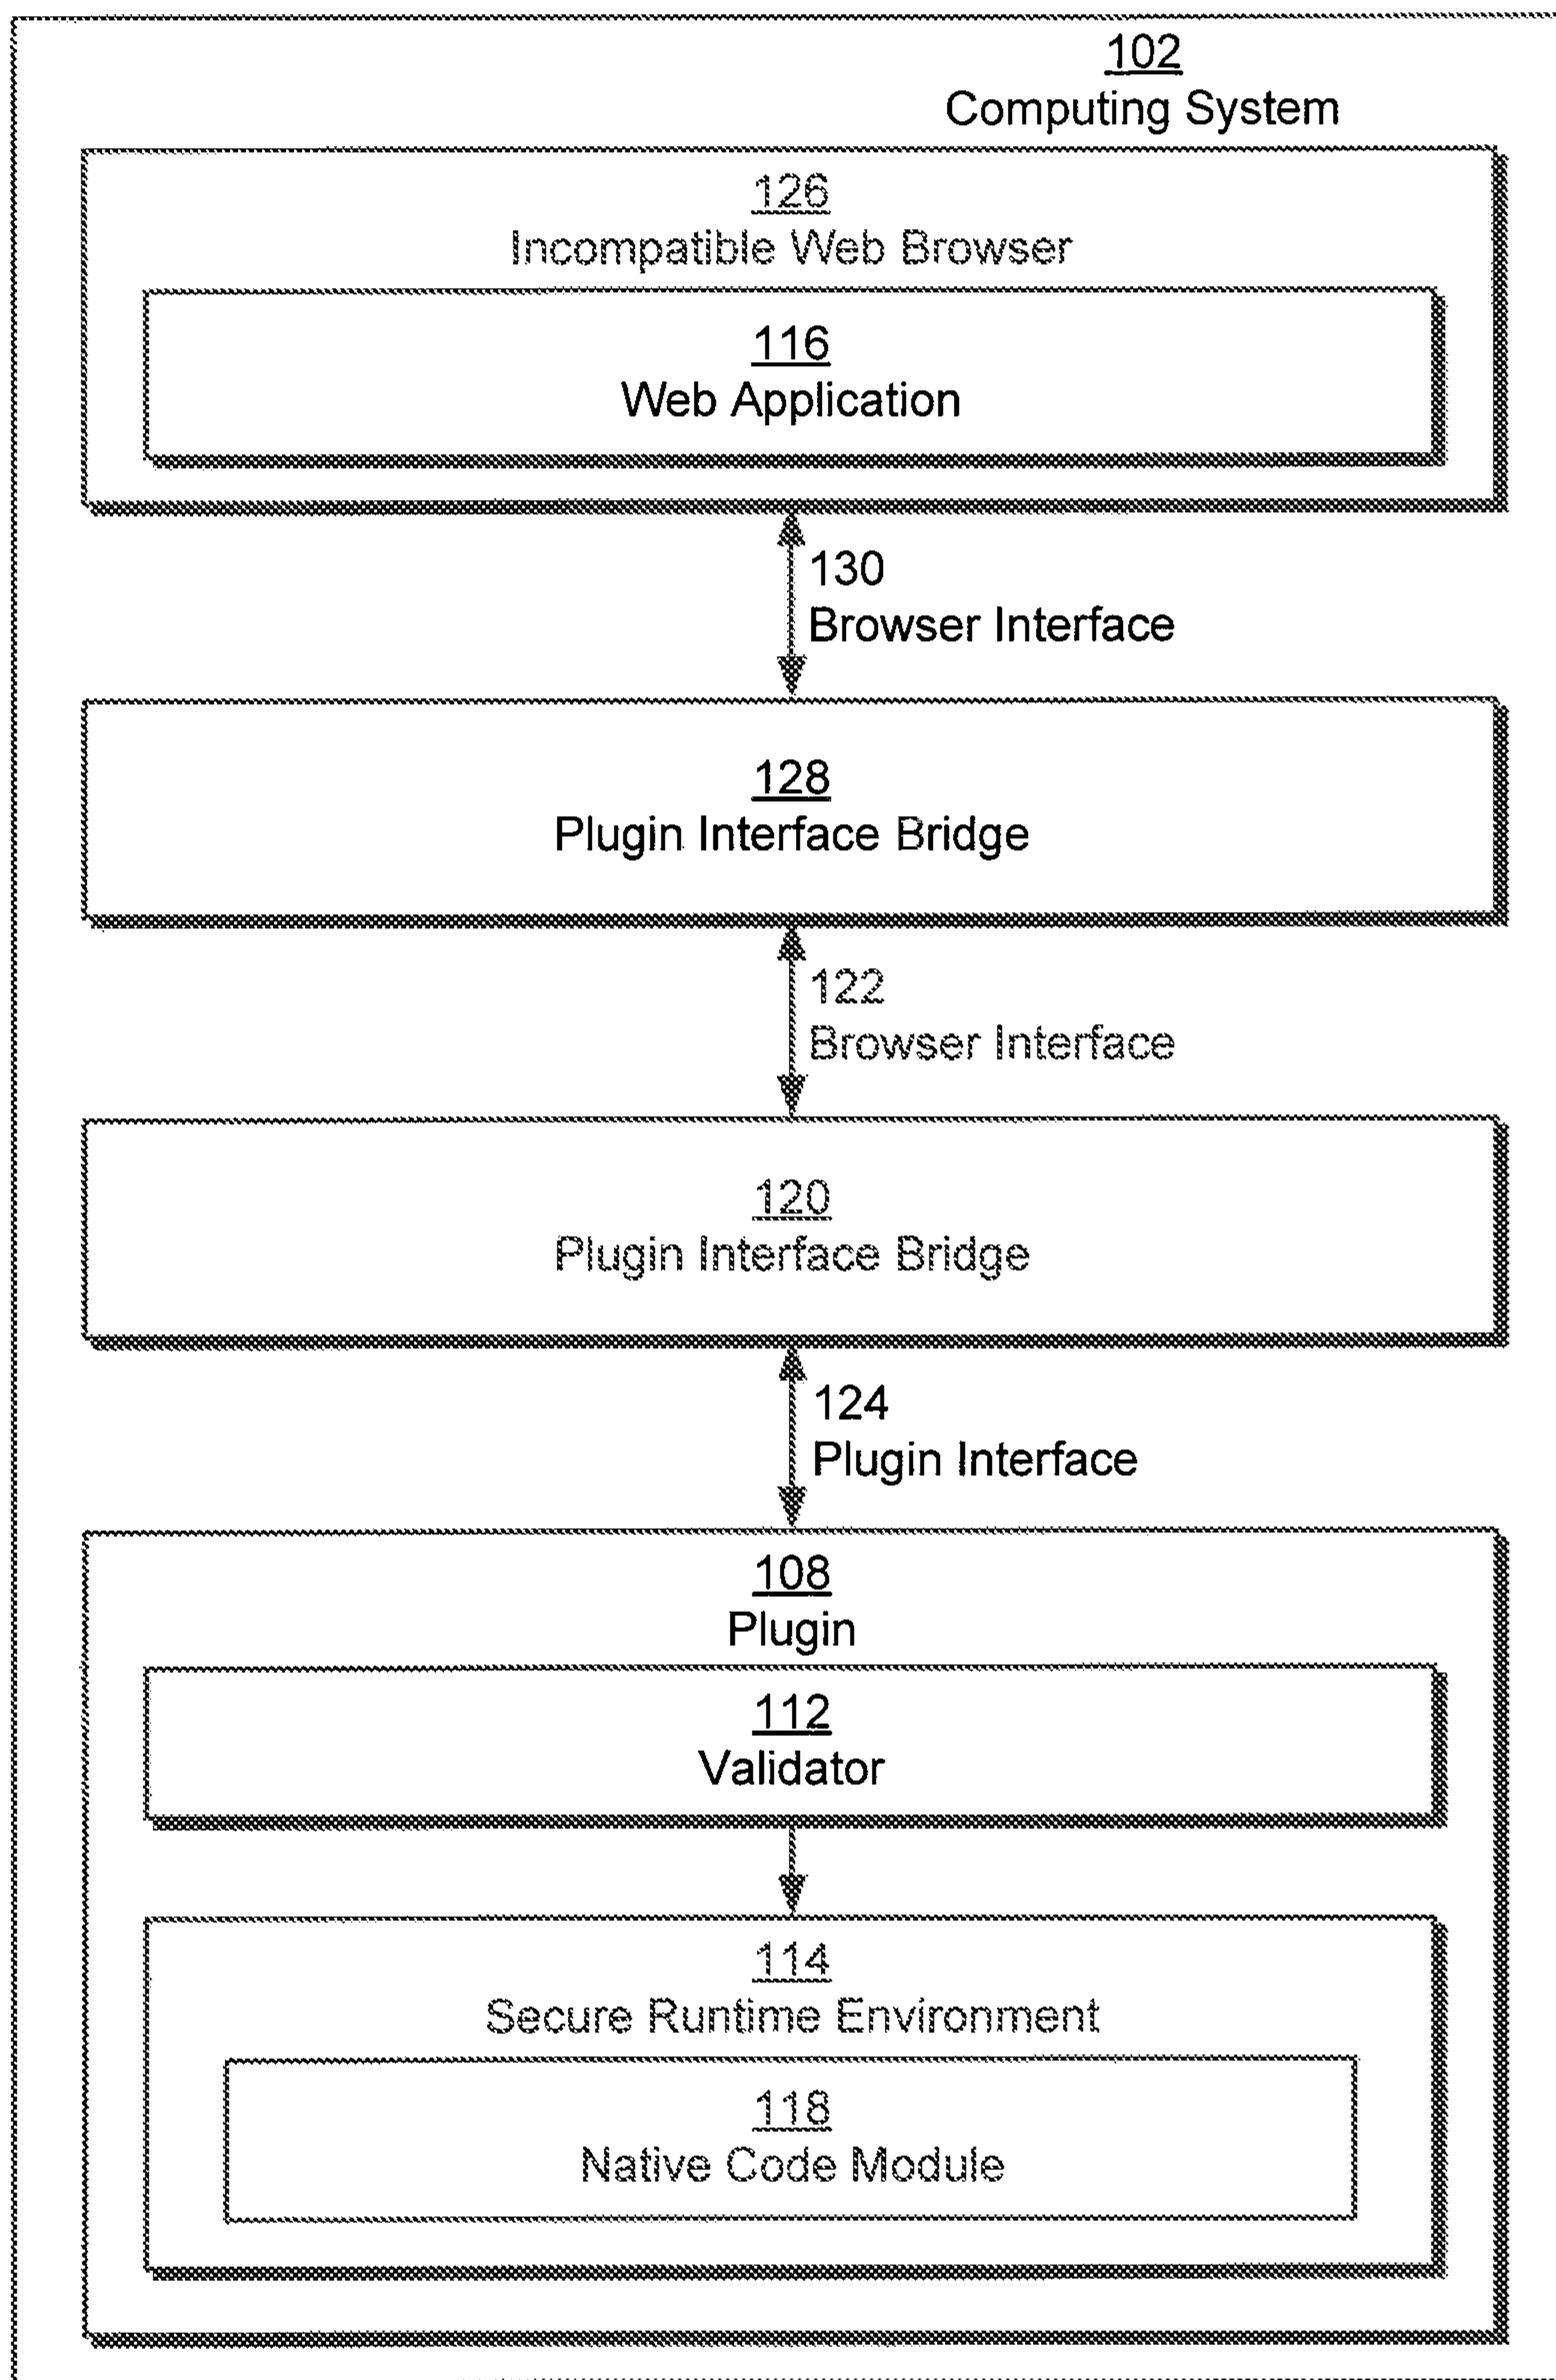 102
Computing System
126
Incompatible Web Browser
116
Web Application
130
Browser Interface
128
Plugin Interface Bridge
122
Browser Interface
120
Plugin Interface Bridge
124
Plugin Interface
108
Plugin
112
Validator
114
Secure Runtime Environment
118
Native Code Module